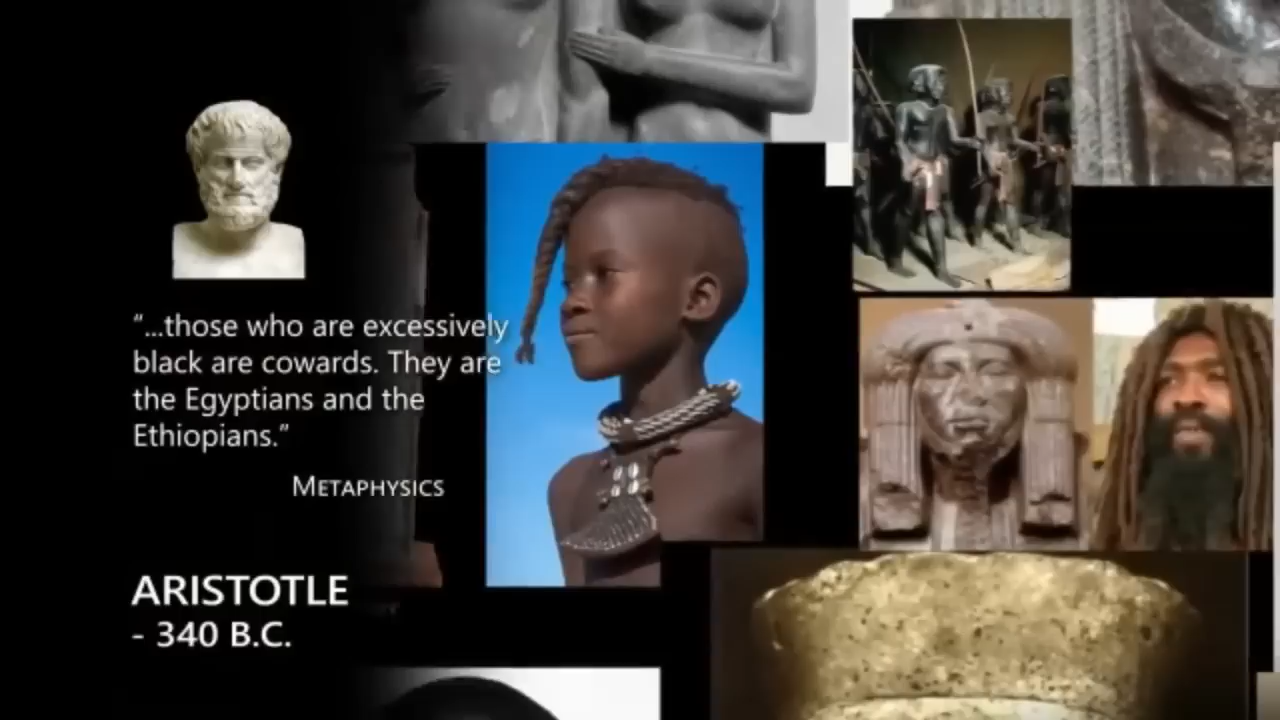 “...those who are excessively
black are cowards. They are
the Egyptians and the
Ethiopians.”
METAPHYSICS
ARISTOTLE
- 340 B.C.